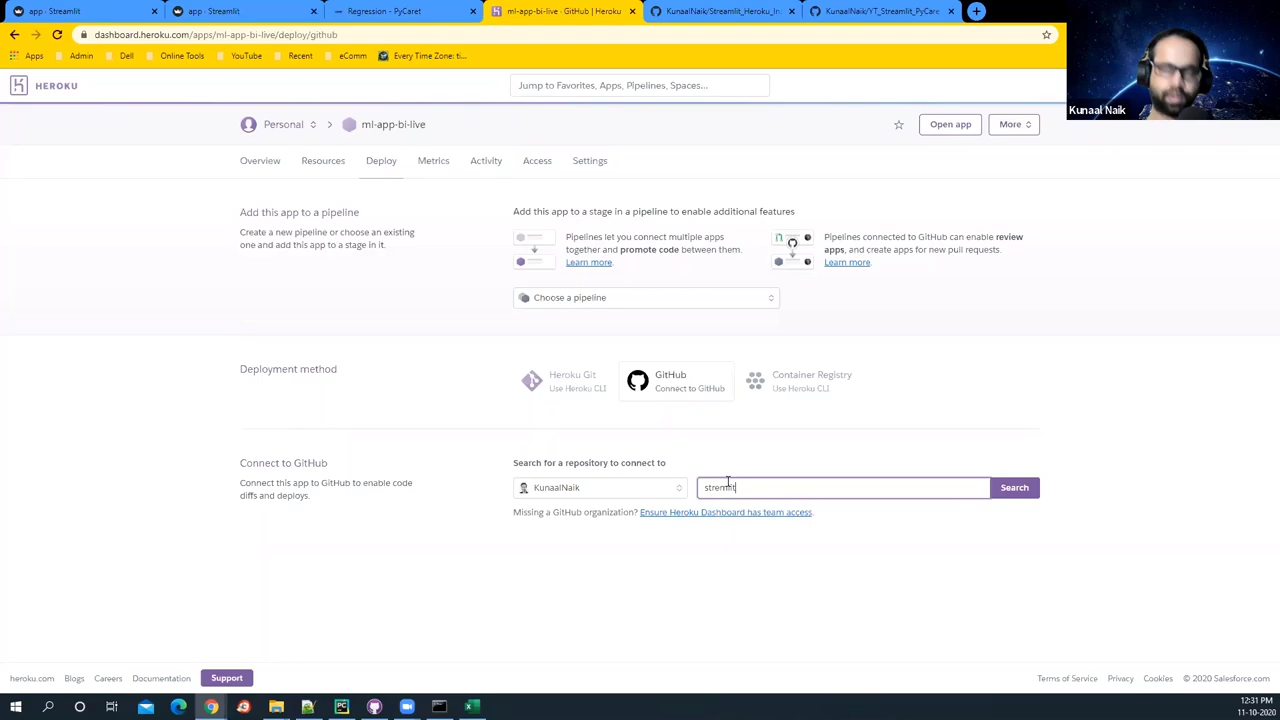 app · Streamlit
app · Streamlit
Regression - PyCaret
ml-app-bi-live · GitHub | Heroku
KunaalNaik/Streamlit_Heroku_In
KunaalNaik/YT_Streamlit_PyCare
dashboard.heroku.com/apps/ml-app-bi-live/deploy/github
Apps Admin Dell Online Tools YouTube Recent eComm Every Time Zone: ti...
Kunaal Naik
HEROKU
Jump to Favorites, Apps, Pipelines, Spaces...
Personal > ml-app-bi-live
Open app
More
Overview Resources Deploy Metrics Activity Access Settings
Add this app to a pipeline
Create a new pipeline or choose an existing
one and add this app to a stage in it.
Add this app to a stage in a pipeline to enable additional features
Pipelines let you connect multiple apps
together and promote code between them.
Learn more.
Pipelines connected to GitHub can enable review
apps, and create apps for new pull requests.
Learn more.
Choose a pipeline
Deployment method
Heroku Git
Use Heroku CLI
GitHub
Connect to GitHub
Container Registry
Use Heroku CLI
Connect to GitHub
Connect this app to GitHub to enable code
diffs and deploys.
Search for a repository to connect to
KunaalNaik
stremlit
Search
Missing a GitHub organization? Ensure Heroku Dashboard has team access.
heroku.com Blogs Careers Documentation Support
Terms of Service Privacy Cookies © 2020 Salesforce.com
12:31 PM
11-10-2020